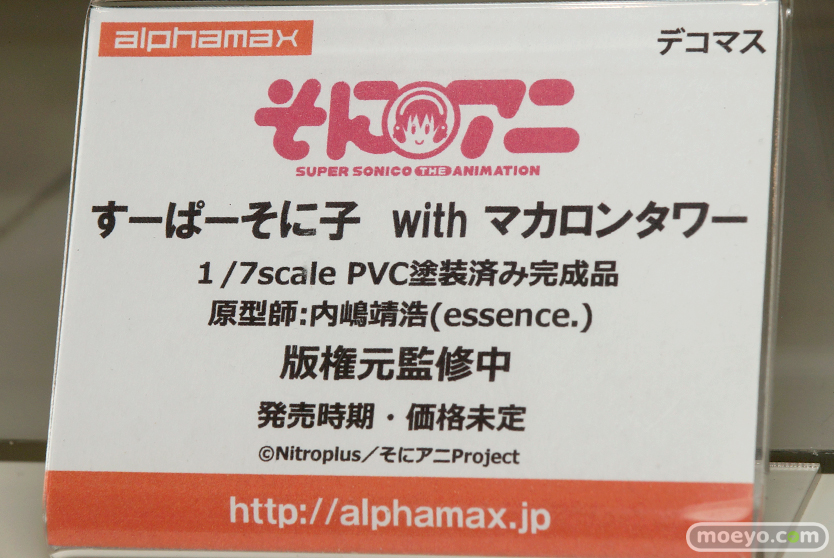 alphamax
デコマス
そにアニ
SUPER SONICO THE ANIMATION
すーぱーそに子 with マカロンタワー
1/7scale PVC塗装済み完成品
原型師:内嶋靖浩(essence.)
版権元監修中
発売時期・価格未定
©Nitroplus／そにアニProject
http://alphamax.jp
moeyo.com